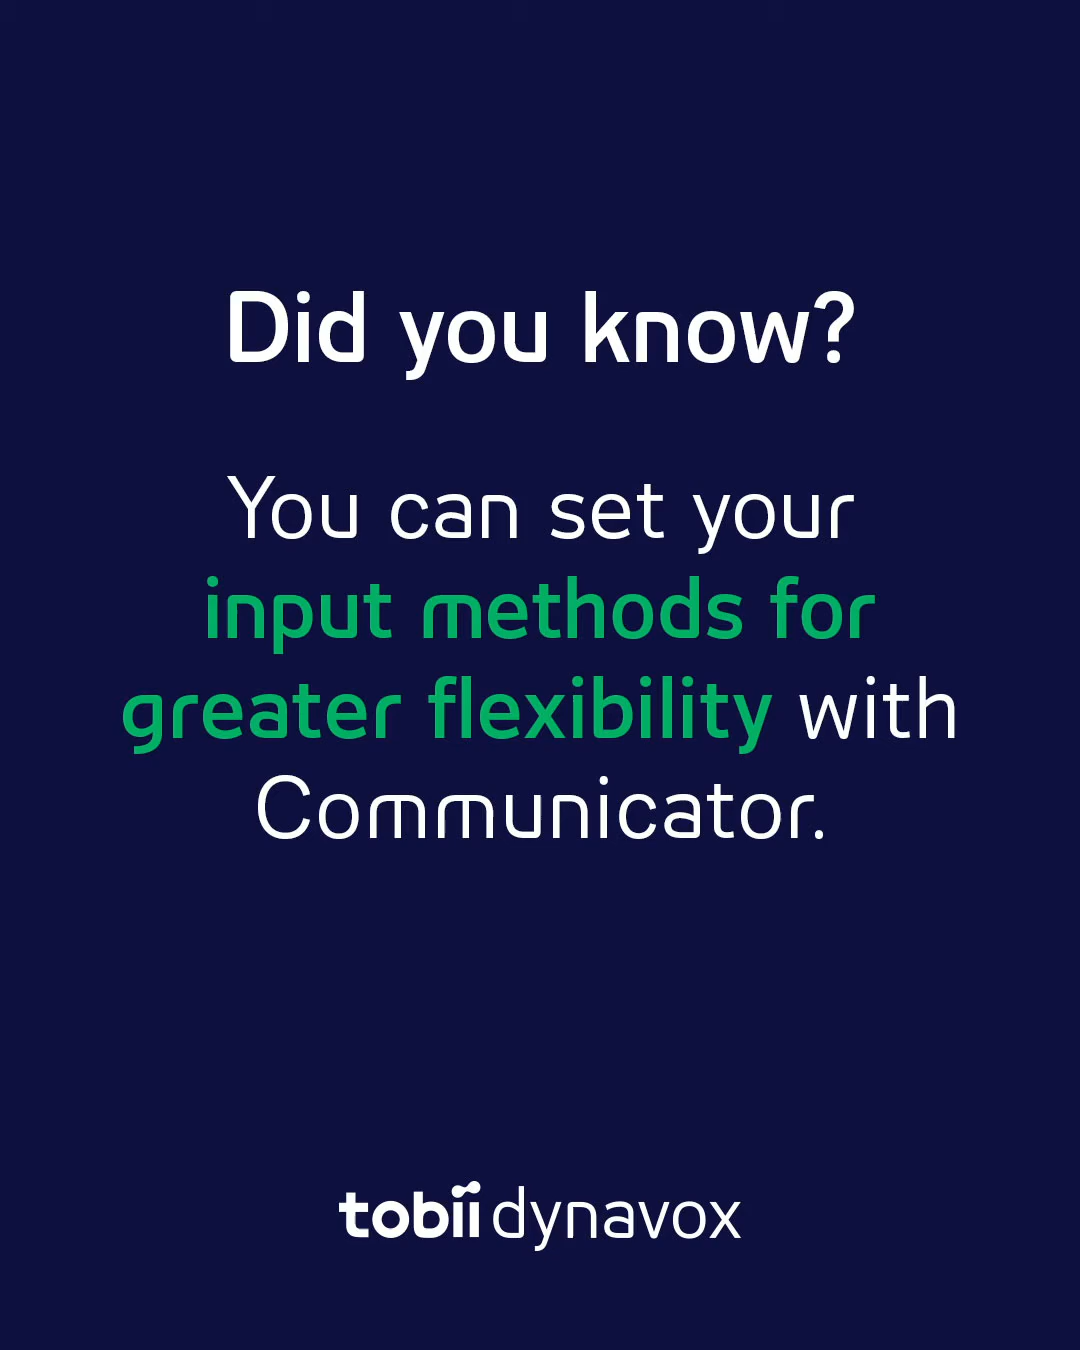 Did you know?
You can set your
input methods for
greater flexibility with
Communicator.
tobii dynavox